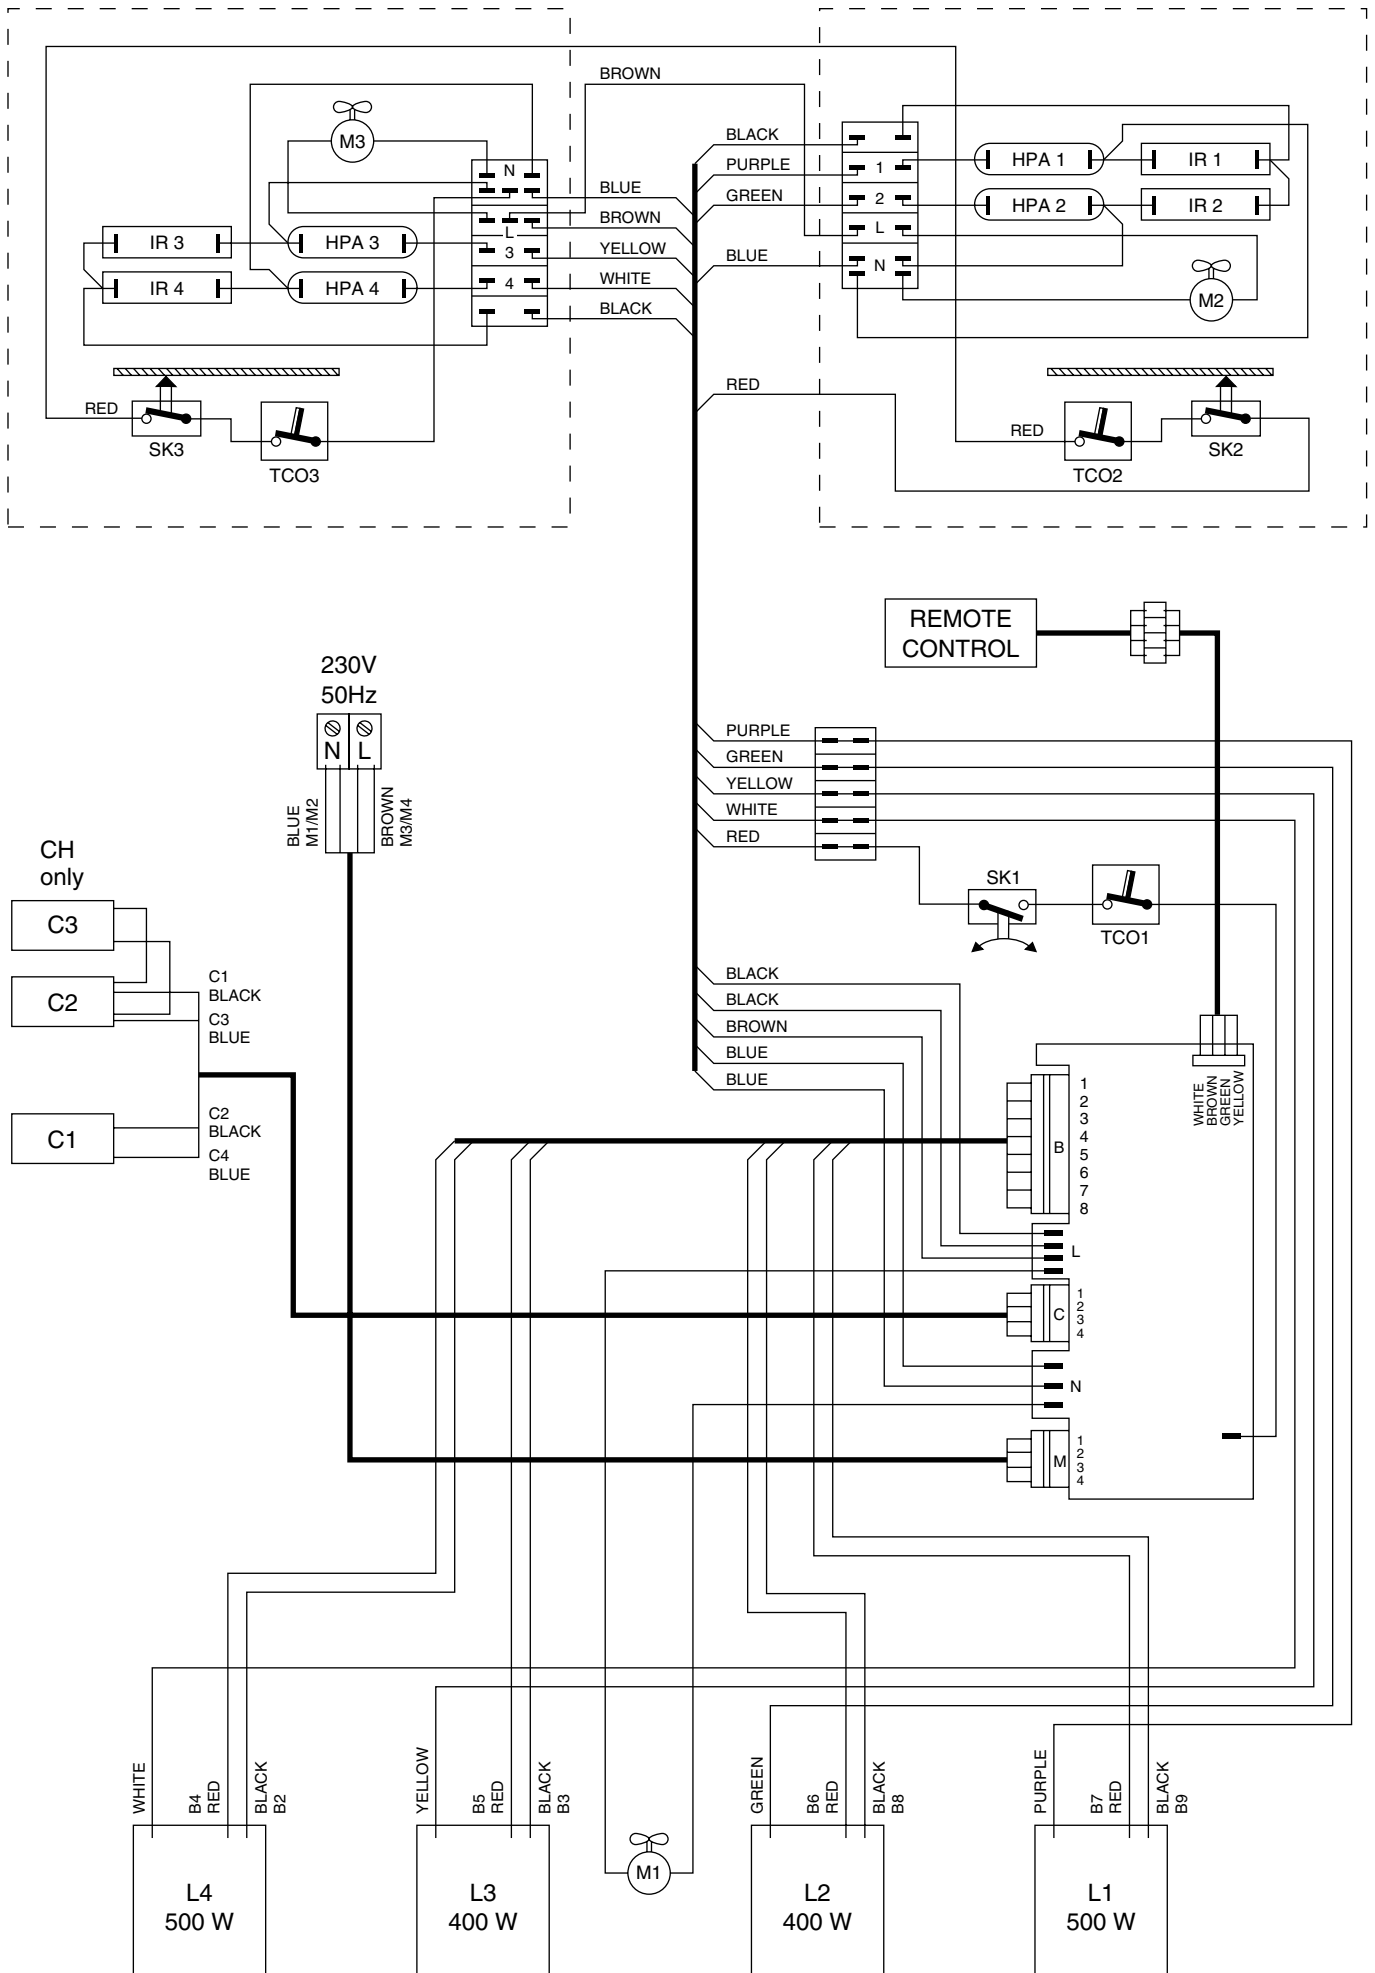 BROWN
M3
N
BLUE
BROWN
L
YELLOW
3
WHITE
4
BLACK
IR 3
HPA 3
IR 4
HPA 4
RED
SK3
TCO3
BLACK
PURPLE
GREEN
BLUE
1
2
L
N
HPA 1
IR 1
HPA 2
IR 2
M2
RED
RED
TCO2
SK2
REMOTE
CONTROL
230V
50Hz
N L
BLUE
M1/M2
BROWN
M3/M4
PURPLE
GREEN
YELLOW
WHITE
RED
SK1
TCO1
CH
only
C3
C2
C1
C1
BLACK
C3
BLUE
C2
BLACK
C4
BLUE
BLACK
BLACK
BROWN
BLUE
BLUE
WHITE
BROWN
GREEN
YELLOW
B
1
2
3
4
5
6
7
8
L
C
1
2
3
4
N
M
1
2
3
4
WHITE
B4
RED
BLACK
B2
YELLOW
B5
RED
BLACK
B3
GREEN
B6
RED
BLACK
B8
PURPLE
B7
RED
BLACK
B9
M1
L4
500 W
L3
400 W
L2
400 W
L1
500 W